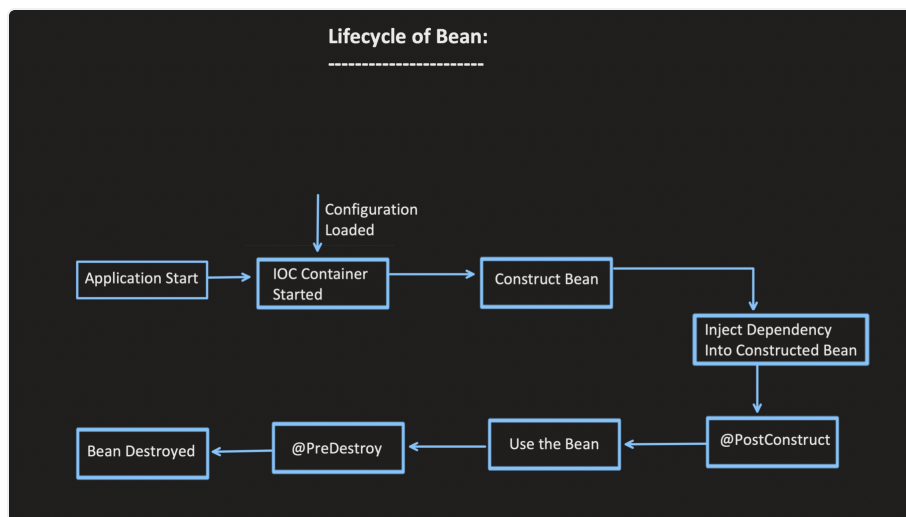 Lifecycle of Bean:
-----------------------
Configuration
Loaded
Application Start
IOC Container
Started
Construct Bean
Inject Dependency
Into Constructed Bean
@PostConstruct
Use the Bean
@PreDestroy
Bean Destroyed